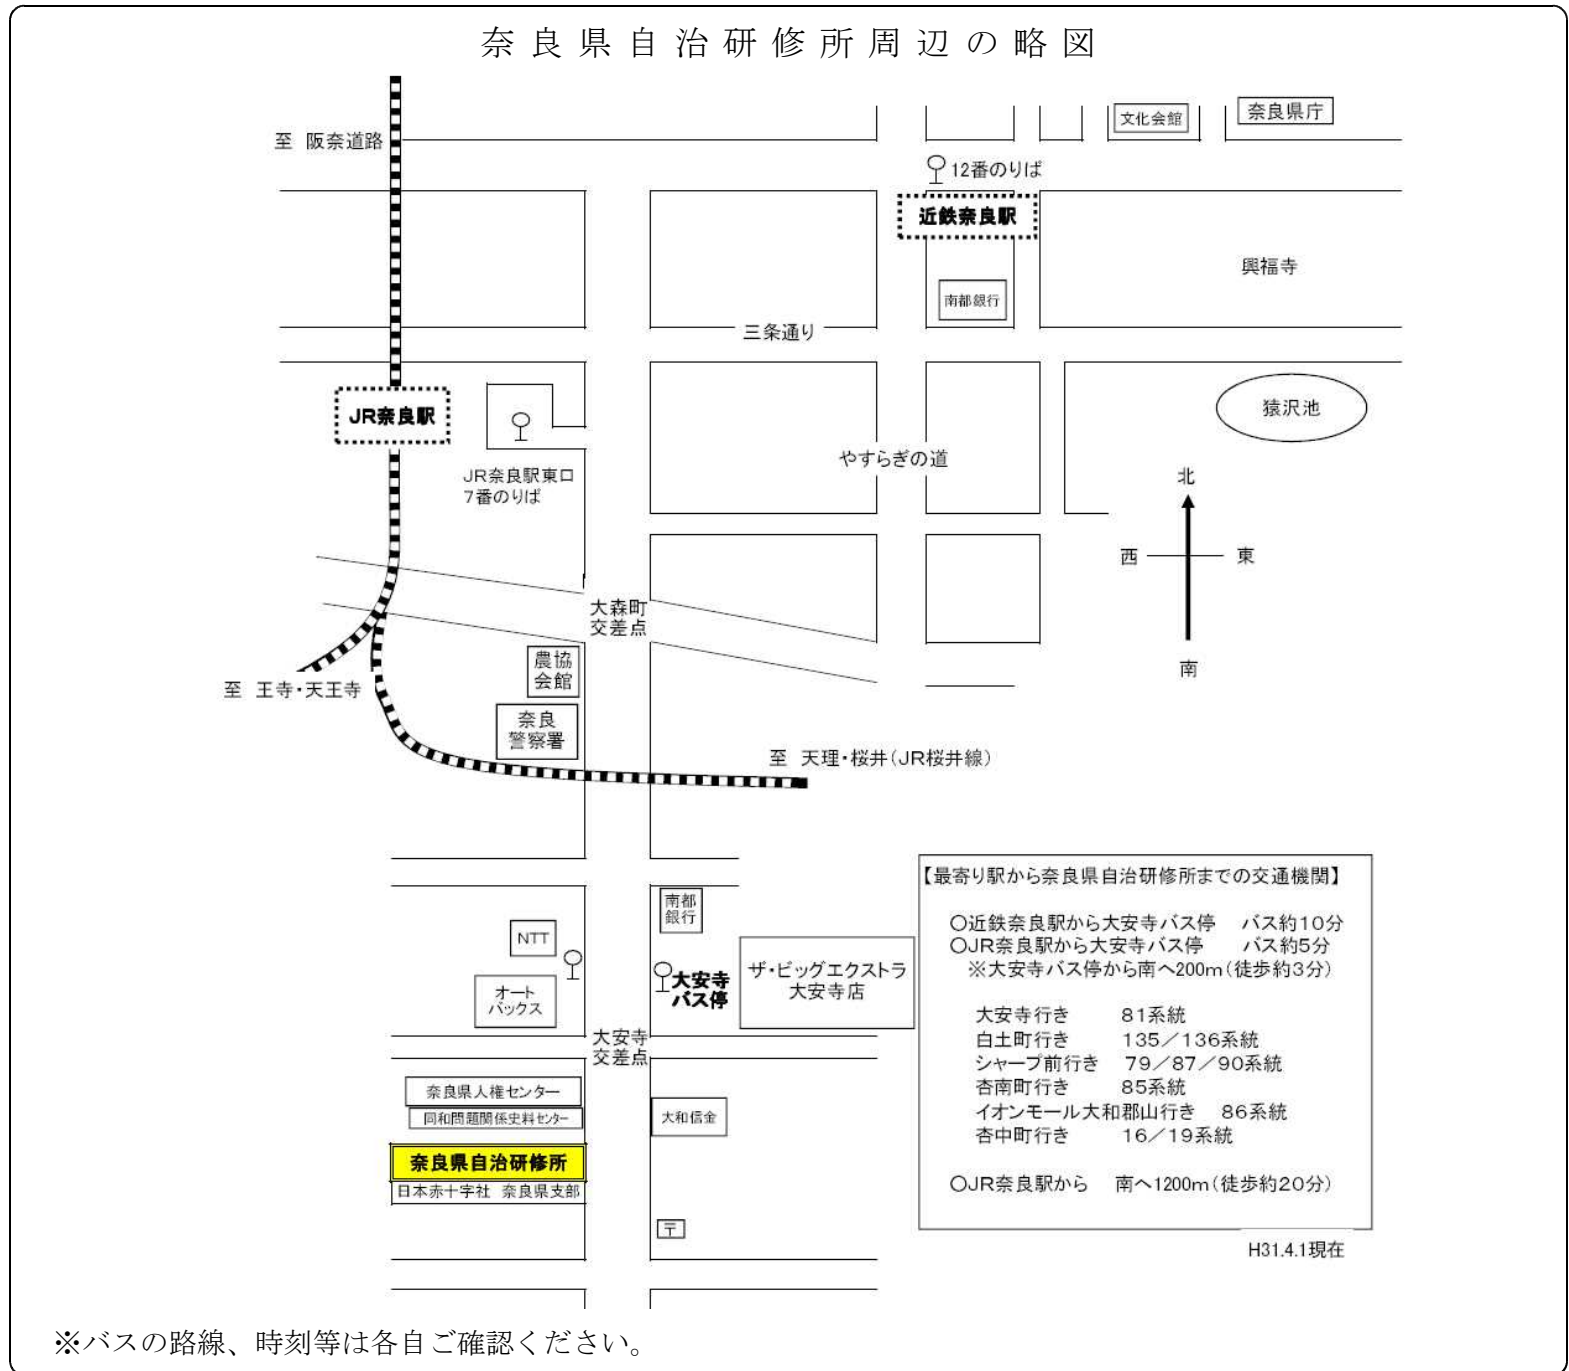 奈良県自治研修所周辺の略図
至 阪奈道路
文化会館
奈良県庁
12番のりば
近鉄奈良駅
興福寺
南都銀行
三条通り
JR奈良駅
猿沢池
JR奈良駅東口
7番のりば
やすらぎの道
北
西
東
南
大森町
交差点
農協
会館
至 王寺・天王寺
奈良
警察署
至 天理・桜井(JR桜井線)
南都
銀行
NTT
オート
バックス
大安寺
バス停
ザ・ビッグエクストラ
大安寺店
大安寺
交差点
奈良県人権センター
同和問題関係史料センター
大和信金
奈良県自治研修所
日本赤十字社 奈良県支部
〒
【最寄り駅から奈良県自治研修所までの交通機関】
○近鉄奈良駅から大安寺バス停 バス約10分
○JR奈良駅から大安寺バス停 バス約5分
※大安寺バス停から南へ200m(徒歩約3分)
大安寺行き 81系統
白土町行き 135/136系統
シャープ前行き 79/87/90系統
杏南町行き 85系統
イオンモール大和郡山行き 86系統
杏中町行き 16/19系統
○JR奈良駅から 南へ1200m(徒歩約20分)
H31.4.1現在
※バスの路線、時刻等は各自ご確認ください。